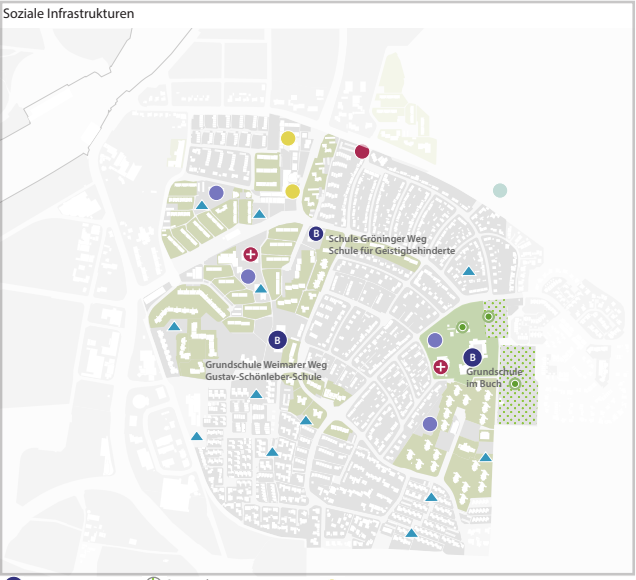 Soziale Infrastrukturen
B
Schule Gröninger Weg
Schule für Geistigbehinderte
B
B
Grundschule Weimarer Weg
Gustav-Schönleber-Schule
Grundschule
im Buch